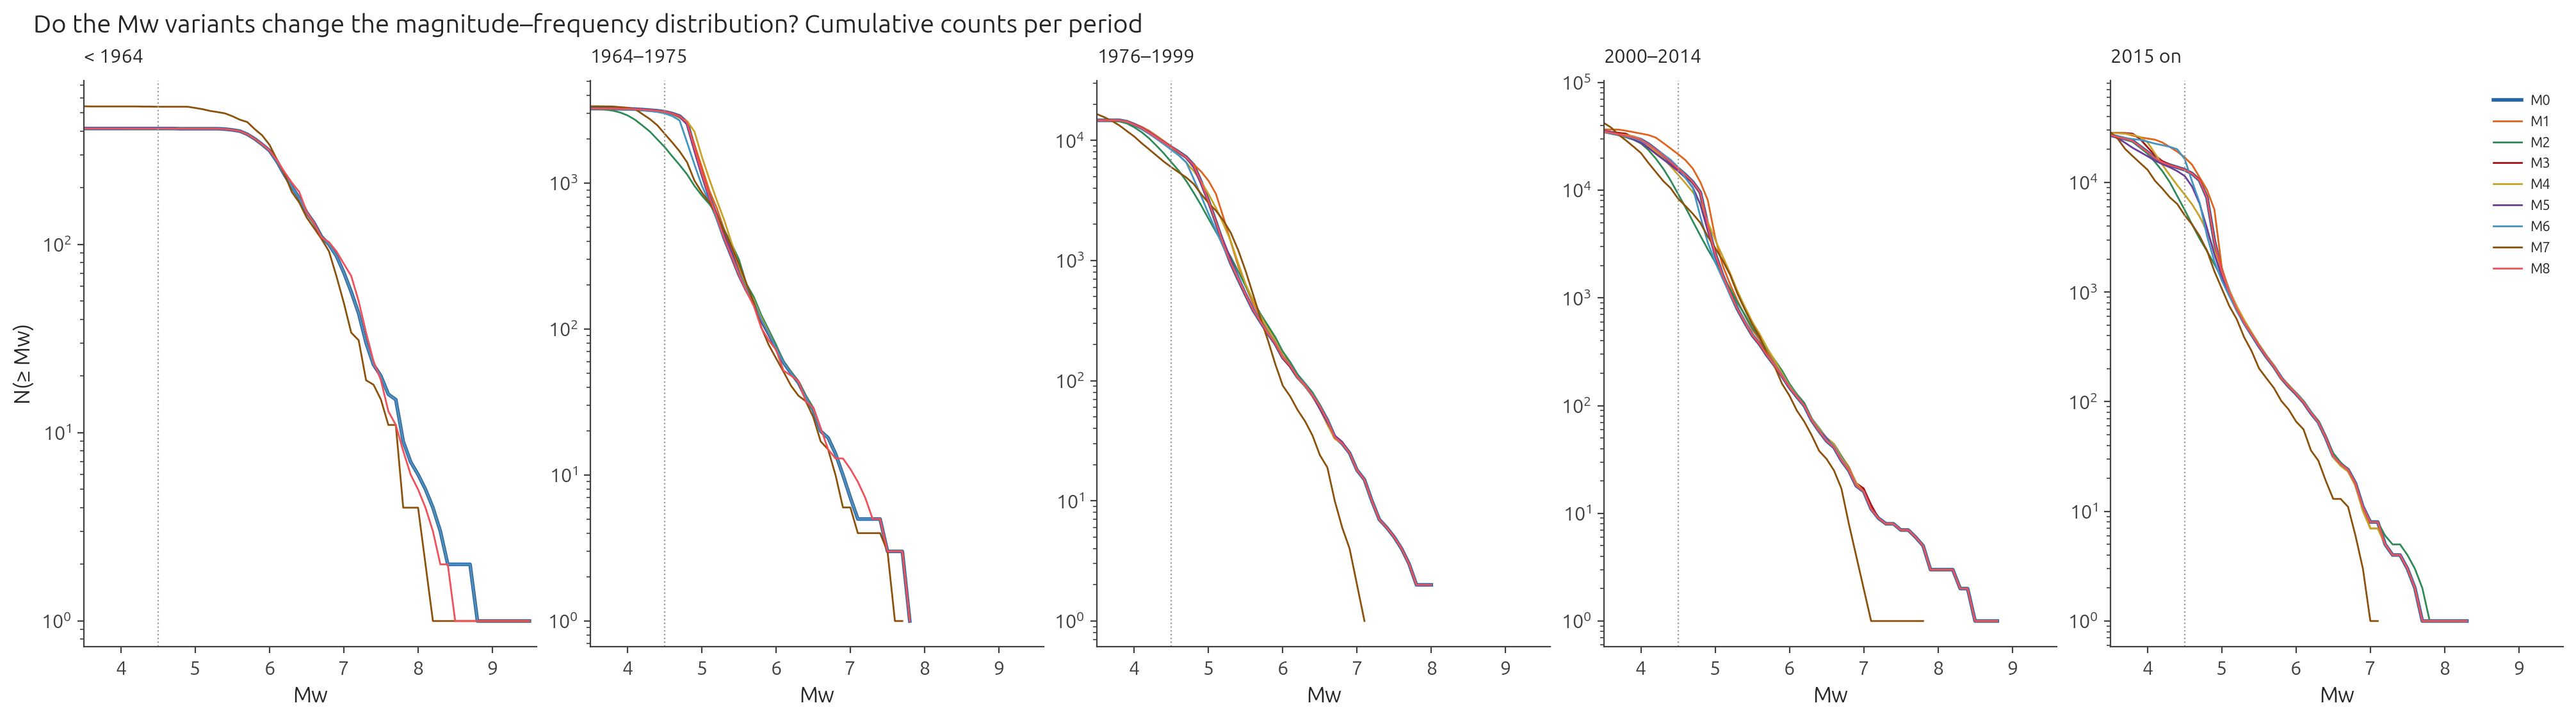 Do the Mw variants change the magnitude–frequency distribution? Cumulative counts per period
< 1964
1964–1975
1976–1999
2000–2014
2015 on
N(≥ Mw)
10²
10¹
10⁰
4 5 6 7 8 9
Mw
10³
10²
10¹
10⁰
4 5 6 7 8 9
Mw
10⁴
10³
10²
10¹
10⁰
4 5 6 7 8 9
Mw
10⁵
10⁴
10³
10²
10¹
10⁰
4 5 6 7 8 9
Mw
10⁴
10³
10²
10¹
10⁰
4 5 6 7 8 9
Mw
M0
M1
M2
M3
M4
M5
M6
M7
M8